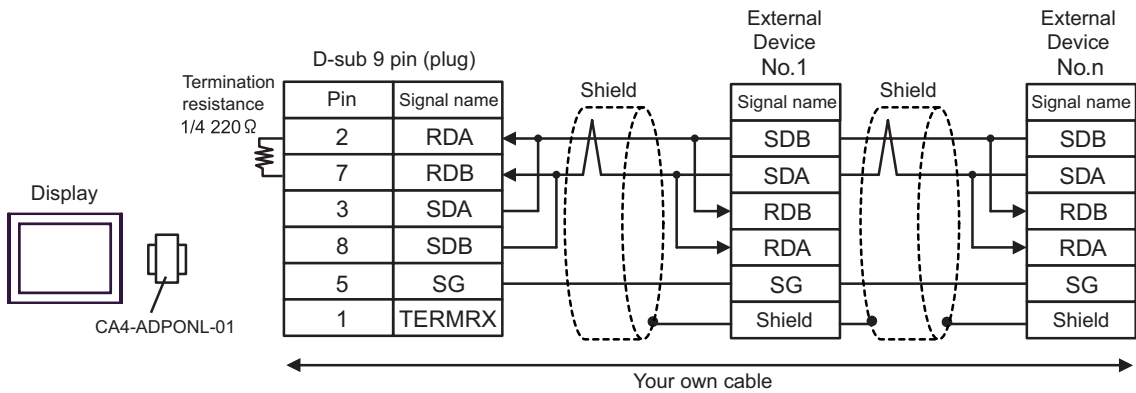 D-sub 9 pin (plug)
Termination
resistance
1/4 220Ω
Pin Signal name
2 RDA
7 RDB
3 SDA
8 SDB
5 SG
1 TERMRX
Display
CA4-ADPONL-01
Shield
External
Device
No.1
Signal name
SDB
SDA
RDB
RDA
SG
Shield
Shield
External
Device
No.n
Signal name
SDB
SDA
RDB
RDA
SG
Shield
Your own cable